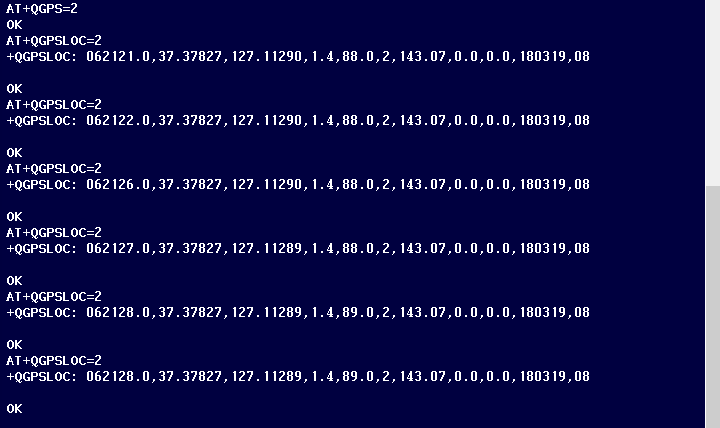 AT+QGPS=2
OK
AT+QGPSLOC=2
+QGPSLOC: 062121.0,37.37827,127.11290,1.4,88.0,2,143.07,0.0,0.0,180319,08
OK
AT+QGPSLOC=2
+QGPSLOC: 062122.0,37.37827,127.11290,1.4,88.0,2,143.07,0.0,0.0,180319,08
OK
AT+QGPSLOC=2
+QGPSLOC: 062126.0,37.37827,127.11290,1.4,88.0,2,143.07,0.0,0.0,180319,08
OK
AT+QGPSLOC=2
+QGPSLOC: 062127.0,37.37827,127.11289,1.4,88.0,2,143.07,0.0,0.0,180319,08
OK
AT+QGPSLOC=2
+QGPSLOC: 062128.0,37.37827,127.11289,1.4,89.0,2,143.07,0.0,0.0,180319,08
OK
AT+QGPSLOC=2
+QGPSLOC: 062128.0,37.37827,127.11289,1.4,89.0,2,143.07,0.0,0.0,180319,08
OK